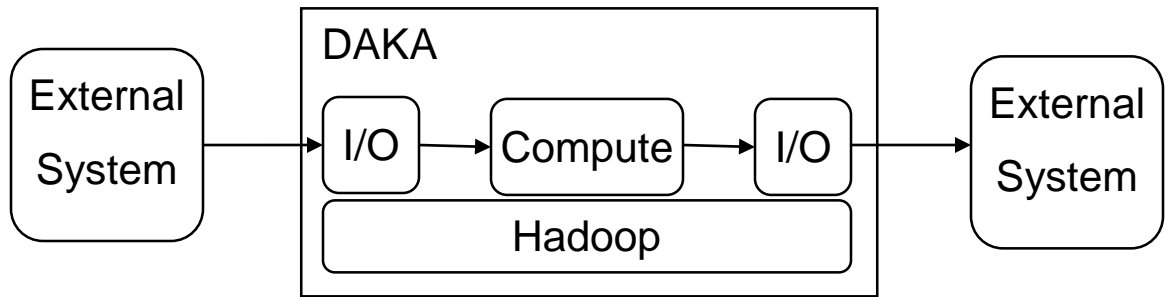 DAKA
External
System
I/O
Compute
I/O
External
System
Hadoop